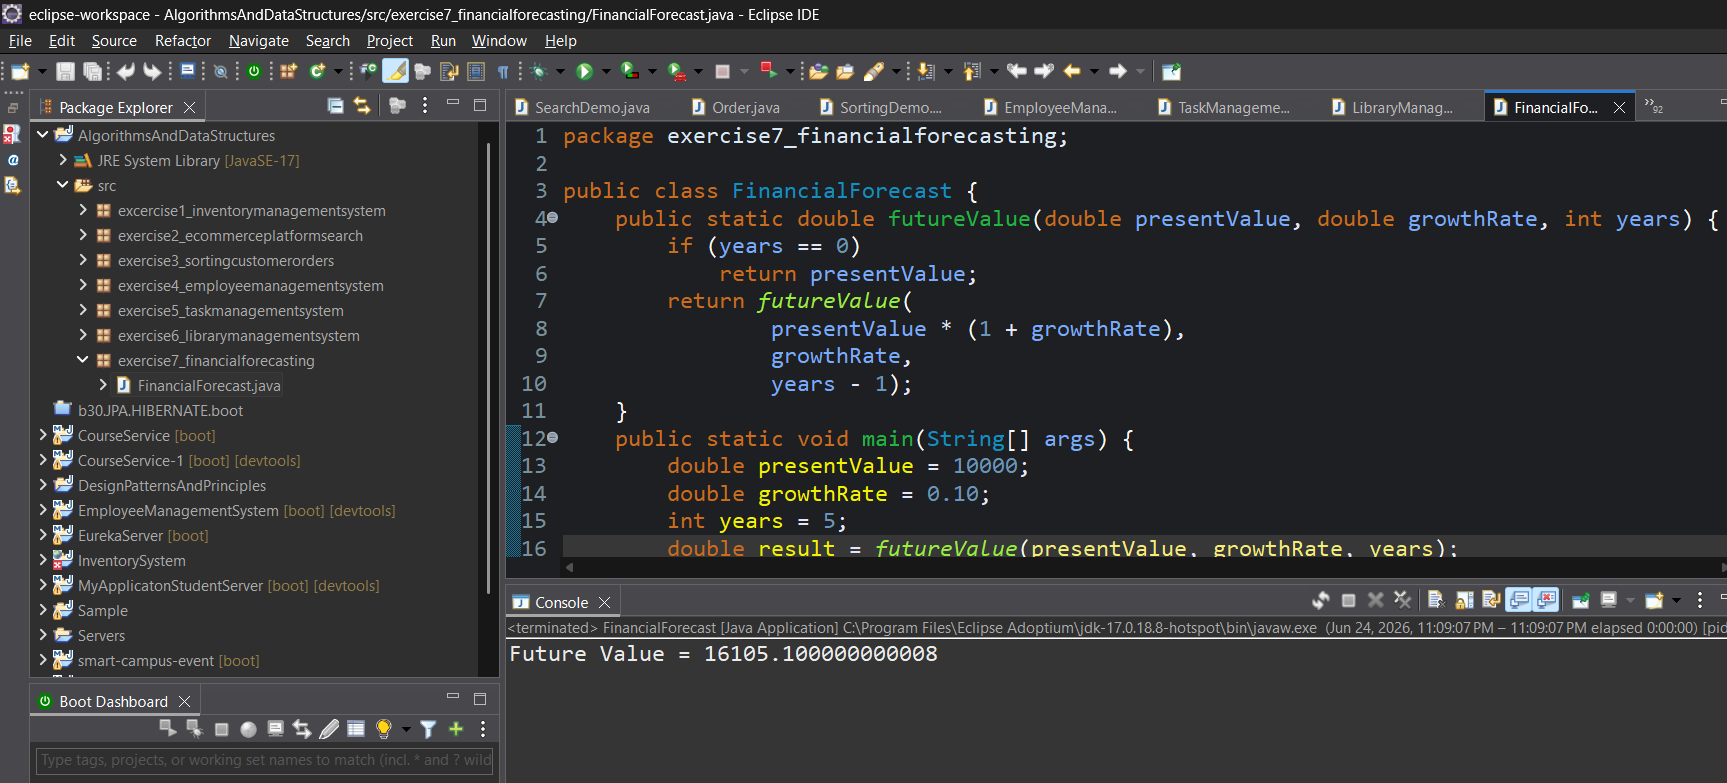 eclipse-workspace - AlgorithmsAndDataStructures/src/exercise7_financialforecasting/FinancialForecast.java - Eclipse IDE
File Edit Source Refactor Navigate Search Project Run Window Help
Package Explorer
AlgorithmsAndDataStructures
JRE System Library [JavaSE-17]
src
excercise1_inventorymanagementsystem
exercise2_ecommerceplatformsearch
exercise3_sortingcustomerorders
exercise4_employeemanagementsystem
exercise5_taskmanagementsystem
exercise6_librarymanagementsystem
exercise7_financialforecasting
FinancialForecast.java
b30.JPA.HIBERNATE.boot
CourseService [boot]
CourseService-1 [boot] [devtools]
DesignPatternsAndPrinciples
EmployeeManagementSystem [boot] [devtools]
EurekaServer [boot]
InventorySystem
MyApplicatonStudentServer [boot] [devtools]
Sample
Servers
smart-campus-event [boot]
Boot Dashboard
Type tags, projects, or working set names to match (incl. * and ? wild
SearchDemo.java Order.java SortingDemo.... EmployeeMana... TaskManageme... LibraryManag... FinancialFo... »92
1 package exercise7_financialforecasting;
2
3 public class FinancialForecast {
4 public static double futureValue(double presentValue, double growthRate, int years) {
5 if (years == 0)
6 return presentValue;
7 return futureValue(
8 presentValue * (1 + growthRate),
9 growthRate,
10 years - 1);
11 }
12 public static void main(String[] args) {
13 double presentValue = 10000;
14 double growthRate = 0.10;
15 int years = 5;
16 double result = futureValue(presentValue, growthRate, years);
Console
<terminated> FinancialForecast [Java Application] C:\Program Files\Eclipse Adoptium\jdk-17.0.18.8-hotspot\bin\javaw.exe (Jun 24, 2026, 11:09:07 PM – 11:09:07 PM elapsed 0:00:00) [pid
Future Value = 16105.100000000008